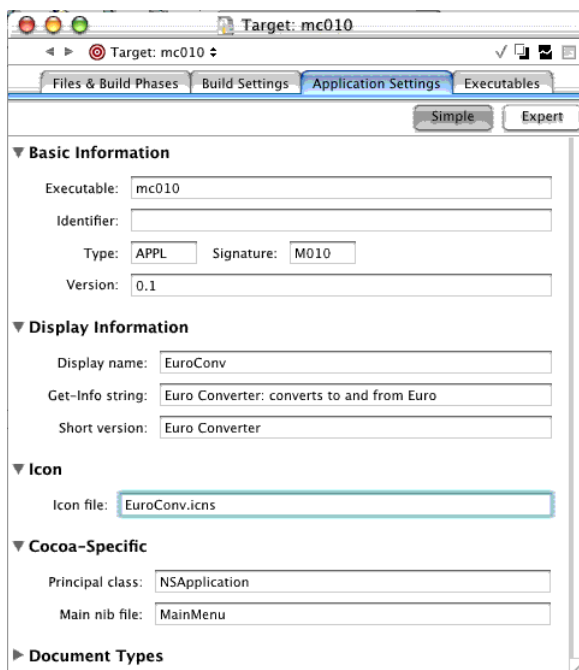 Target: mc010
Target: mc010
Files & Build Phases Build Settings Application Settings Executables
Simple Expert
Basic Information
Executable: mc010
Identifier:
Type: APPL Signature: M010
Version: 0.1
Display Information
Display name: EuroConv
Get-Info string: Euro Converter: converts to and from Euro
Short version: Euro Converter
Icon
Icon file: EuroConv.icns
Cocoa-Specific
Principal class: NSApplication
Main nib file: MainMenu
Document Types